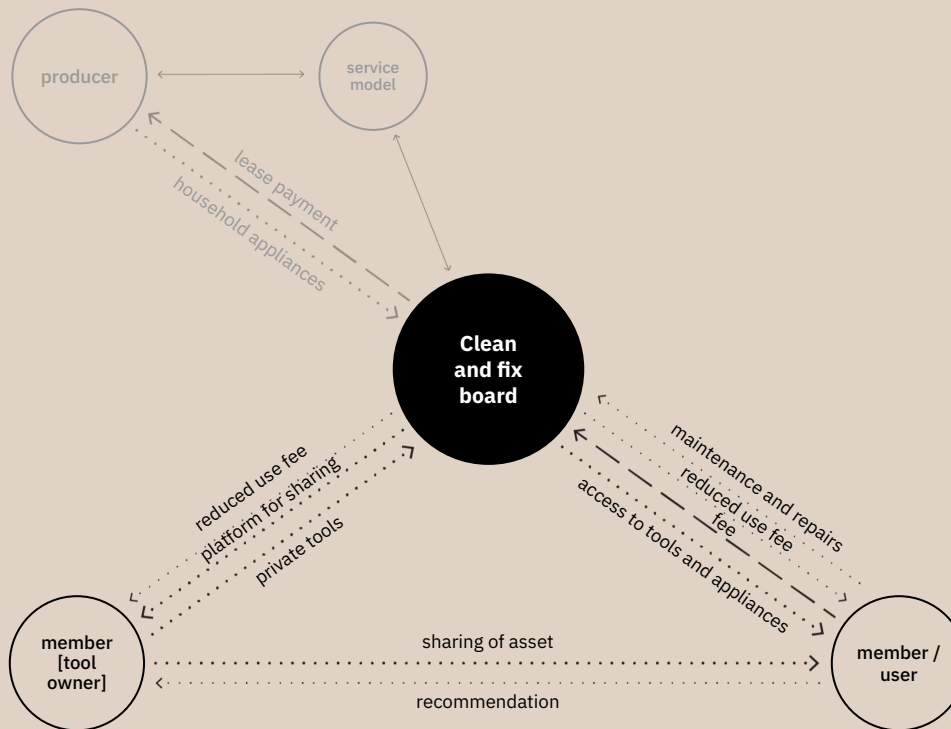 producer
service
model
lease payment
household appliances
Clean
and fix
board
reduced use fee
platform for sharing
private tools
maintenance and repairs
reduced use fee
fee
access to tools and appliances
member
[tool
owner]
sharing of asset
recommendation
member /
user